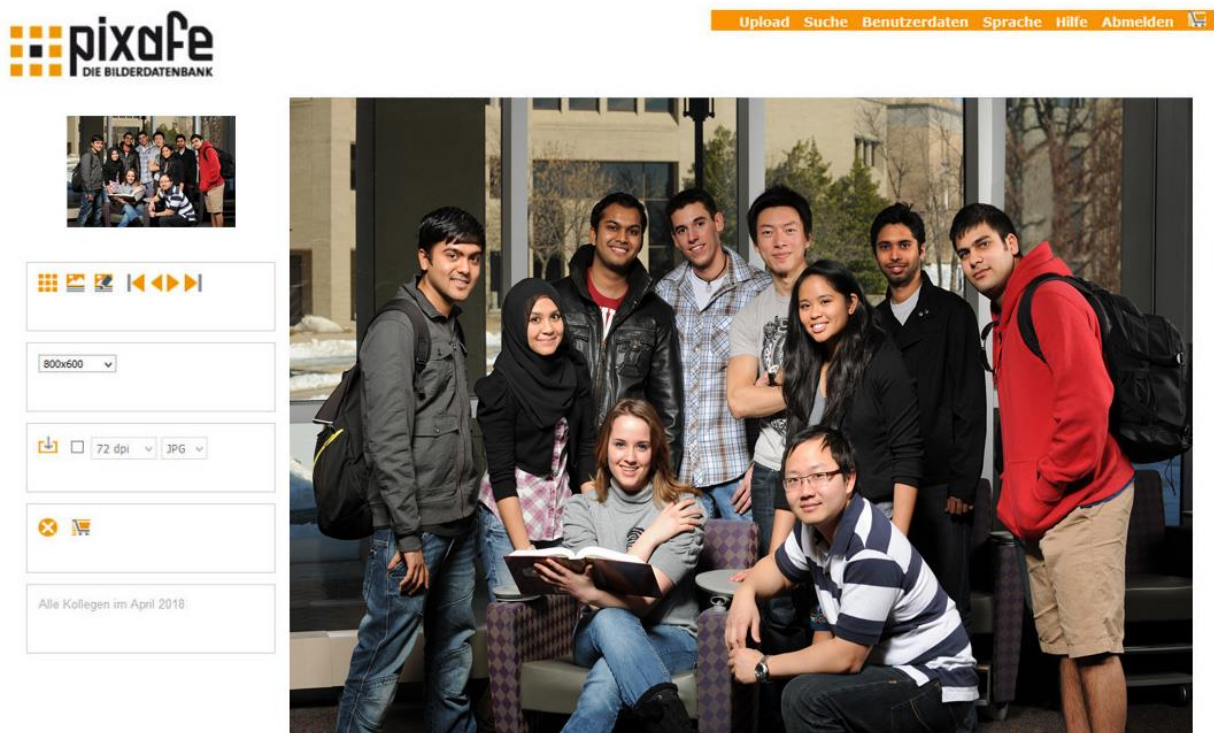 pixafe
DIE BILDERDATENBANK
Upload Suche Benutzerdaten Sprache Hilfe Abmelden
800x600
72 dpi JPG
Alle Kollegen im April 2018